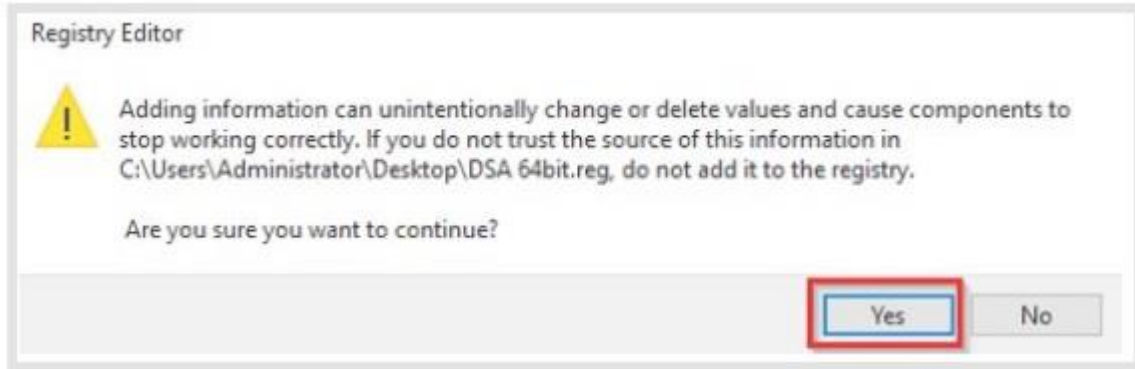 Registry Editor
Adding information can unintentionally change or delete values and cause components to
stop working correctly. If you do not trust the source of this information in
C:\Users\Administrator\Desktop\DSA 64bit.reg, do not add it to the registry.
Are you sure you want to continue?
Yes No